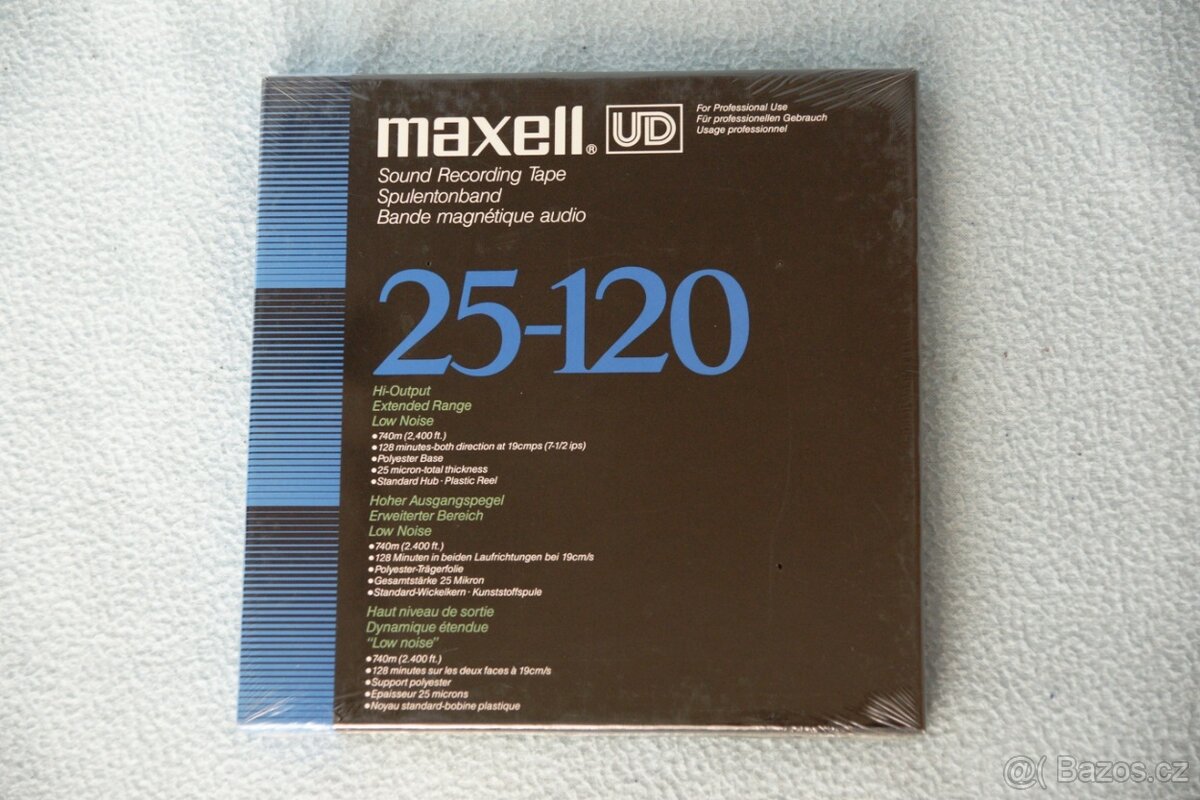 maxell® UD
For Professional Use
Für professionellen Gebrauch
Usage professionnel
Sound Recording Tape
Spulentonband
Bande magnétique audio
25-120
Hi-Output
Extended Range
Low Noise
•740m (2,400 ft.)
•128 minutes-both direction at 19cmps (7-1/2 ips)
•Polyester Base
•25 micron-total thickness
•Standard Hub · Plastic Reel
Hoher Ausgangspegel
Erweiterter Bereich
Low Noise
•740m (2.400 ft.)
•128 Minuten in beiden Laufrichtungen bei 19cm/s
•Polyester-Trägerfolie
•Gesamtstärke 25 Mikron
•Standard-Wickelkern · Kunststoffspule
Haut niveau de sortie
Dynamique étendue
"Low noise"
•740m (2.400 ft.)
•128 minutes sur les deux faces à 19cm/s
•Support polyester
•Epaisseur 25 microns
•Noyau standard-bobine plastique
@( Bazos.cz